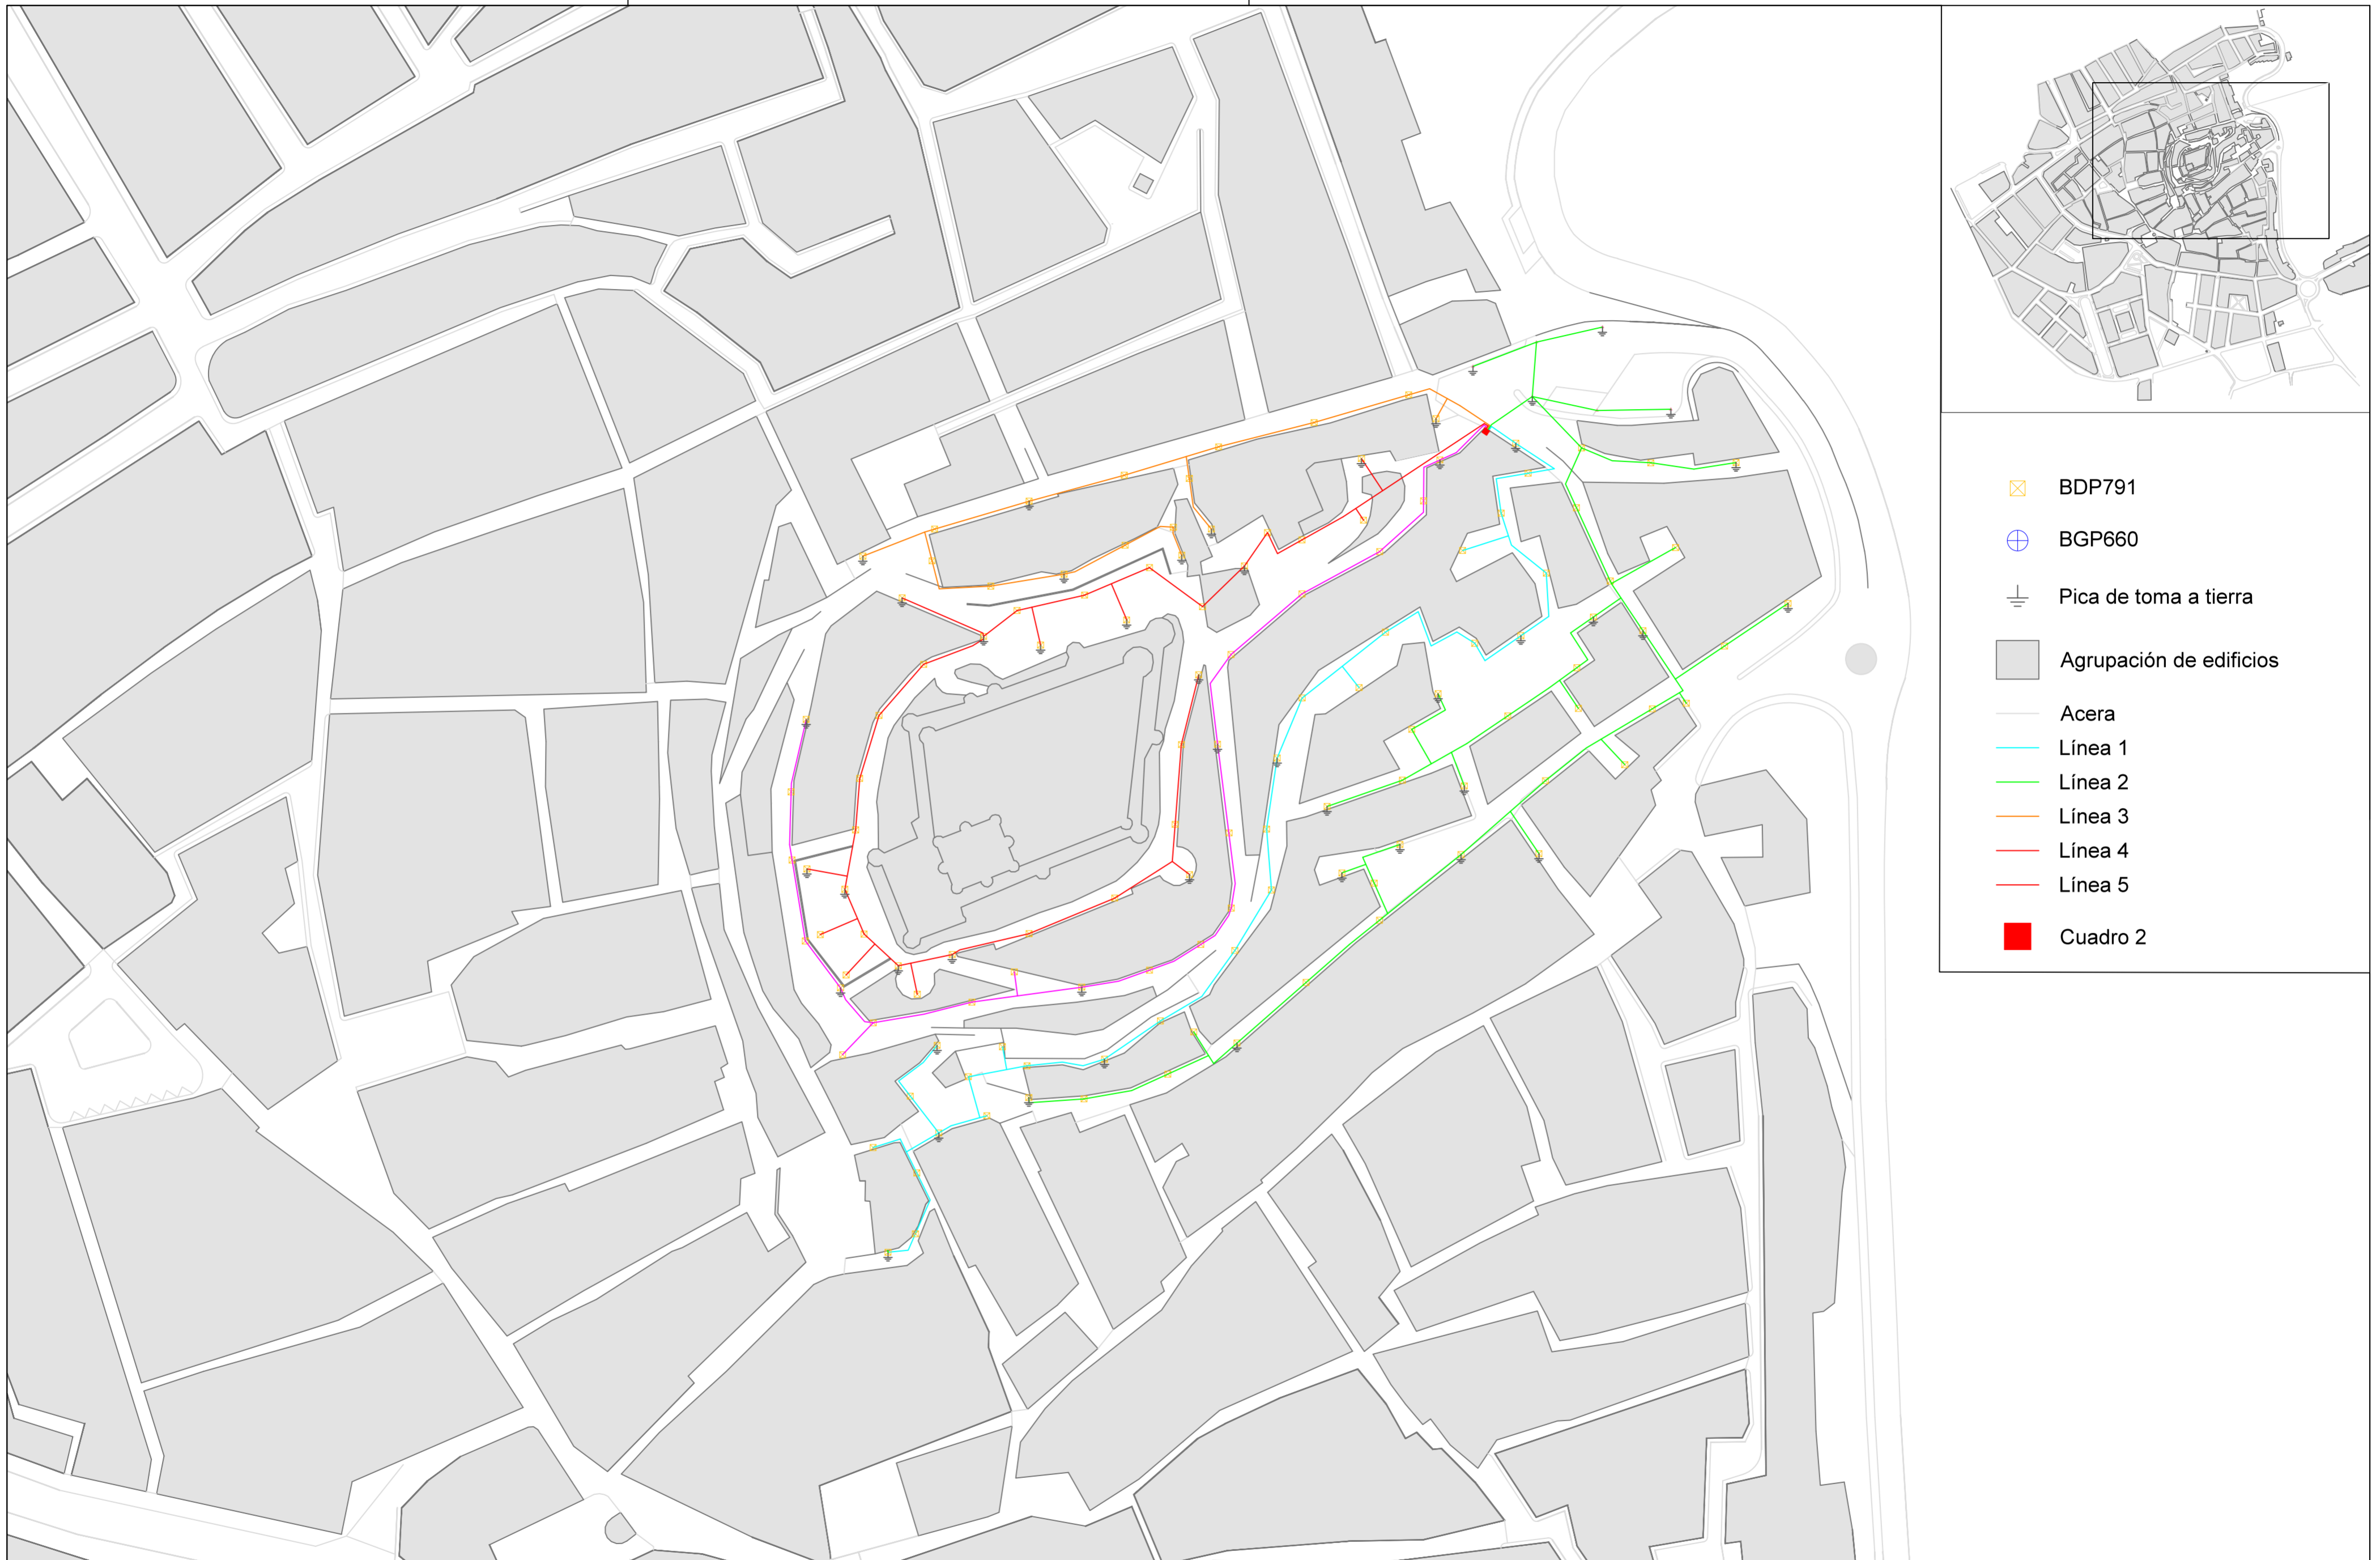 BDP791
BGP660
Pica de toma a tierra
Agrupación de edificios
Acera
Línea 1
Línea 2
Línea 3
Línea 4
Línea 5
Cuadro 2